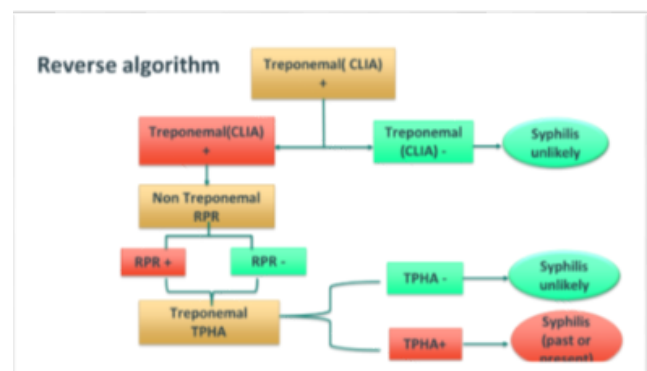 Reverse algorithm
Treponemal( CLIA)
+
Treponemal(CLIA)
+
Treponemal
(CLIA) -
Syphilis
unlikely
Non Treponemal
RPR
RPR +
RPR -
Treponemal
TPHA
TPHA -
Syphilis
unlikely
TPHA+
Syphilis
(past or
present)